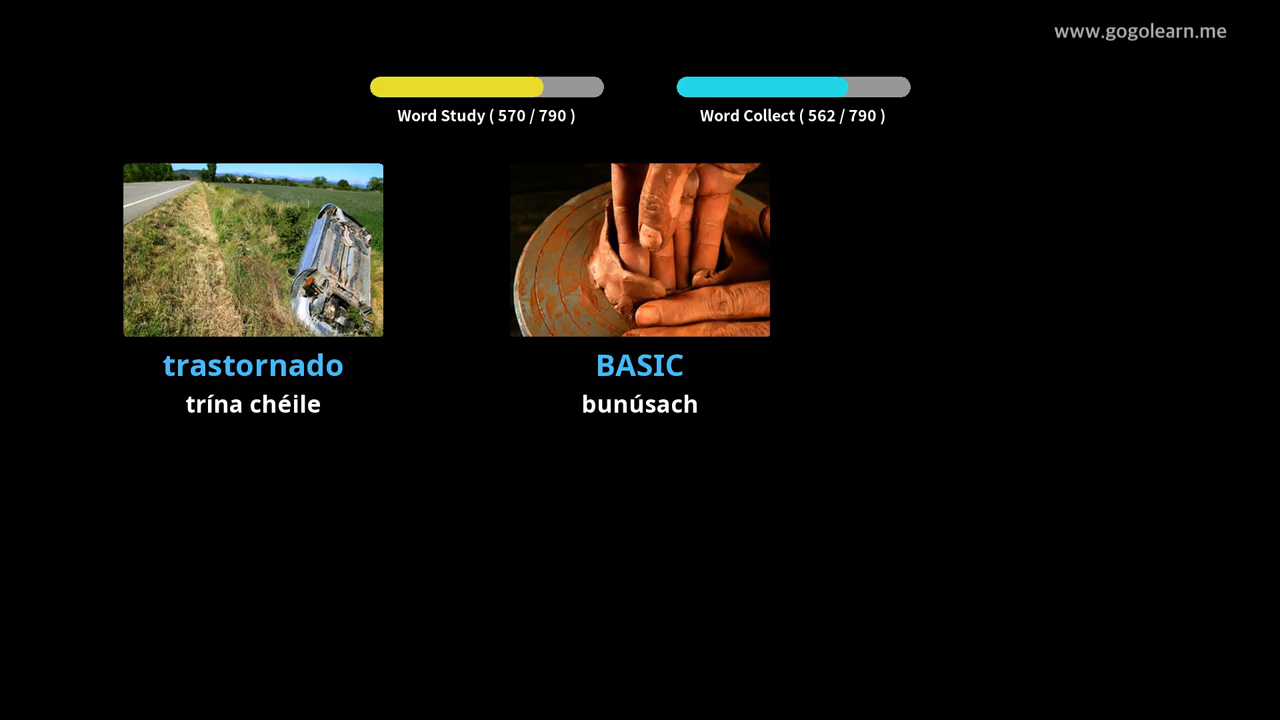 www.gogolearn.me
Word Study ( 570 / 790 )
Word Collect ( 562 / 790 )
trastornado
trína chéile
BASIC
bunúsach